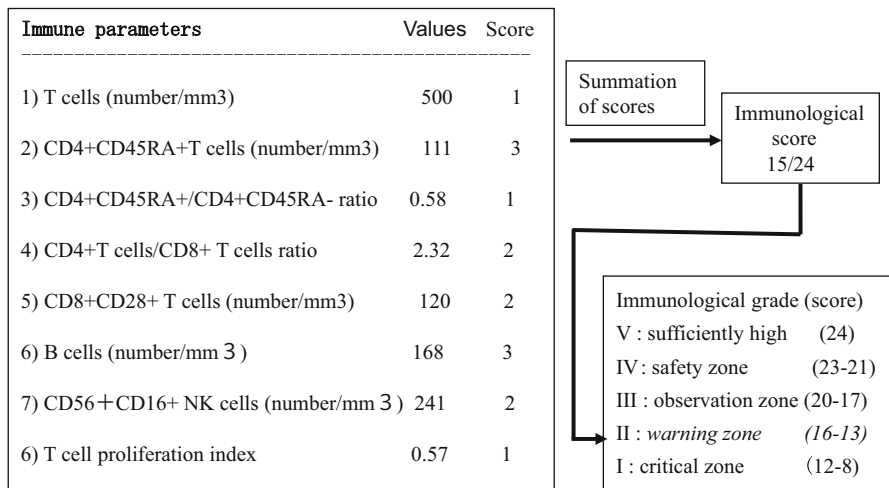 Immune parameters Values Score
1) T cells (number/mm3) 500 1
2) CD4+CD45RA+T cells (number/mm3) 111 3
3) CD4+CD45RA+/CD4+CD45RA- ratio 0.58 1
4) CD4+T cells/CD8+ T cells ratio 2.32 2
5) CD8+CD28+ T cells (number/mm3) 120 2
6) B cells (number/mm３) 168 3
7) CD56＋CD16+ NK cells (number/mm３) 241 2
6) T cell proliferation index 0.57 1
Summation
of scores
Immunological
score
15/24
Immunological grade (score)
V : sufficiently high (24)
IV : safety zone (23-21)
III : observation zone (20-17)
II : warning zone (16-13)
I : critical zone （12-8)